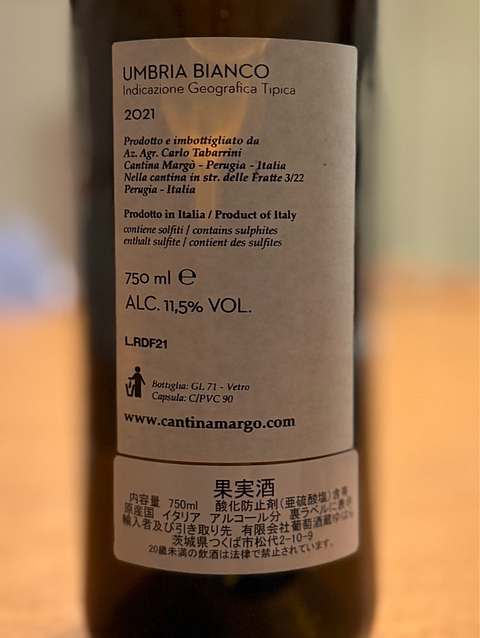 UMBRIA BIANCO
Indicazione Geografica Tipica
2021
Prodotto e imbottigliato da
Az. Agr. Carlo Tabarrini
Cantina Margò - Perugia - Italia
Nella cantina in str. delle Fratte 3/22
Perugia - Italia
Prodotto in Italia / Product of Italy
contiene solfiti / contains sulphites
enthalt sulfite / contient des sulfites
750 ml ℮
ALC. 11,5% VOL.
L.RDF21
Bottiglia: GL 71 - Vetro
Capsula: C/PVC 90
www.cantinamargo.com
果実酒
内容量 750ml 酸化防止剤(亜硫酸塩)含有
原産国 イタリア アルコール分 裏ラベルに表示
輸入者及び引き取り先 有限会社葡萄酒蔵ゆはら
茨城県つくば市松代2-10-9
20歳未満の飲酒は法律で禁止されています。